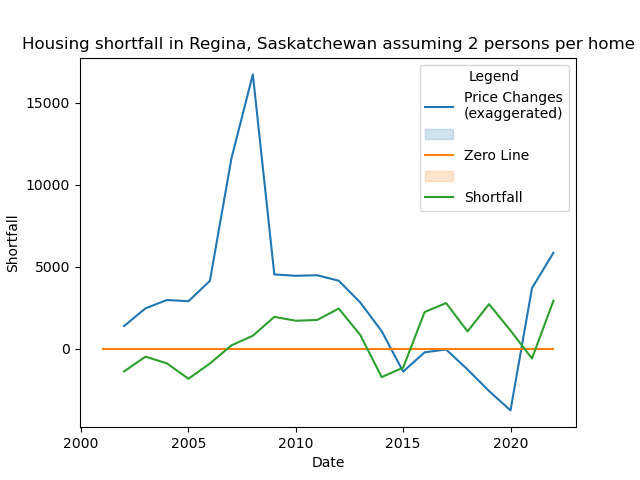 Housing shortfall in Regina, Saskatchewan assuming 2 persons per home
Legend
Price Changes
(exaggerated)
Zero Line
Shortfall
15000
10000
5000
0
Shortfall
2000
2005
2010
2015
2020
Date